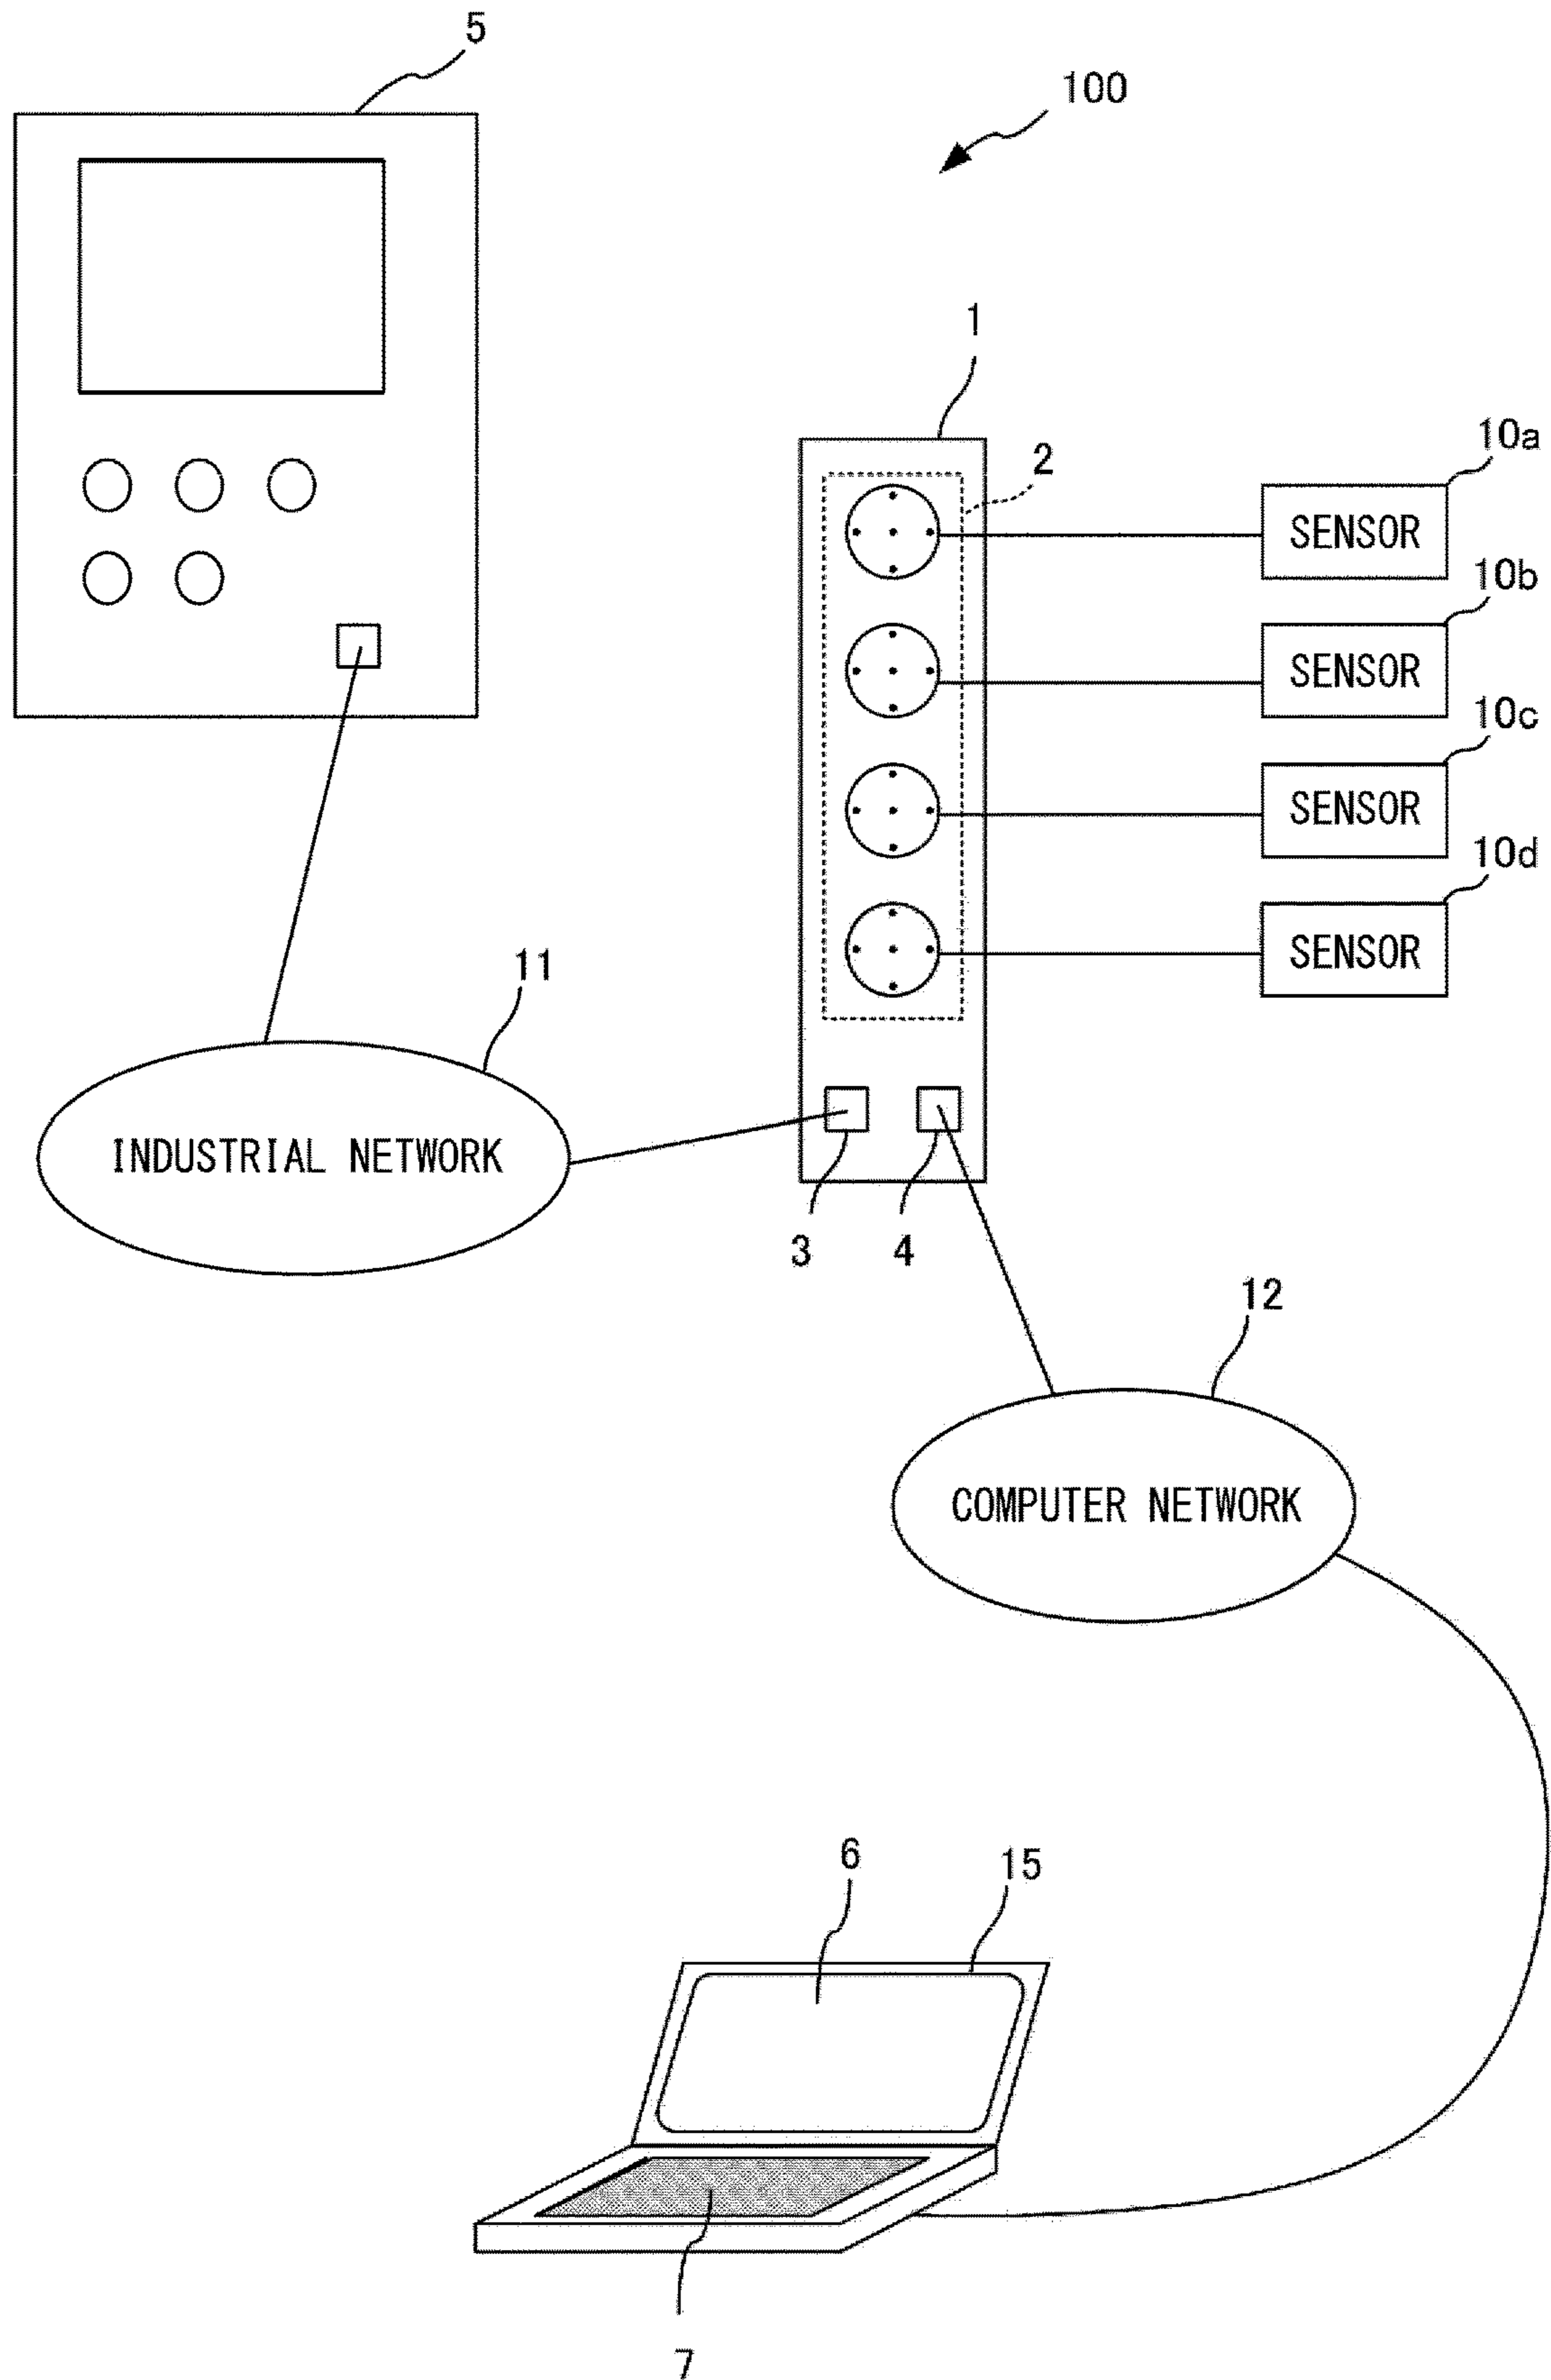 5
100
1
2
10a
SENSOR
10b
SENSOR
10c
SENSOR
10d
SENSOR
11
INDUSTRIAL NETWORK
3
4
12
COMPUTER NETWORK
6
15
7